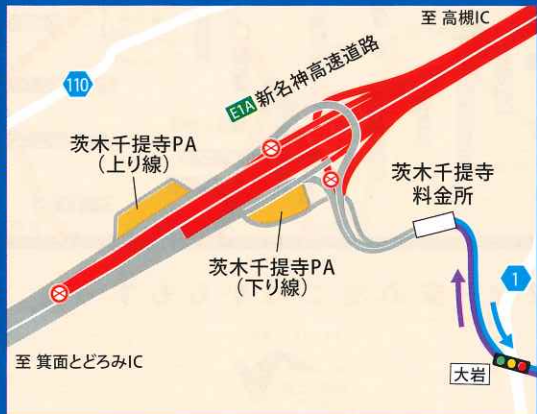 至 高槻IC
110
E1A 新名神高速道路
茨木千提寺PA
(上り線)
茨木千提寺
料金所
茨木千提寺PA
(下り線)
1
至 箕面とどろみIC
大岩